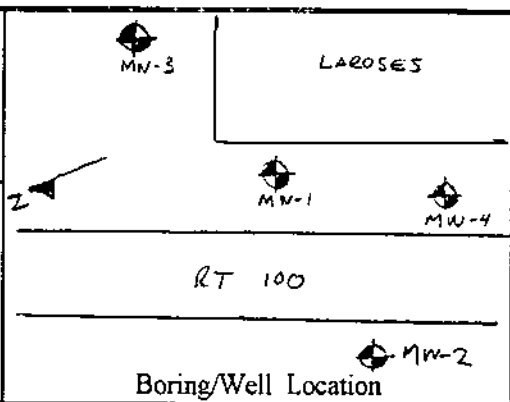 MW-3
LAROSES
N
MW-1
MW-4
RT 100
MW-2
Boring/Well Location